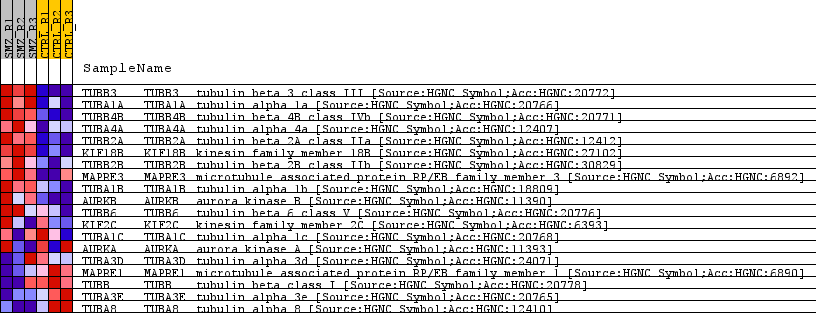 SMZ_R1
SMZ_R2
SMZ_R3
CTRL_R1
CTRL_R2
CTRL_R3
SampleName
TUBB3 TUBB3 tubulin beta 3 class III [Source:HGNC Symbol;Acc:HGNC:20772]
TUBA1A TUBA1A tubulin alpha 1a [Source:HGNC Symbol;Acc:HGNC:20766]
TUBB4B TUBB4B tubulin beta 4B class IVb [Source:HGNC Symbol;Acc:HGNC:20771]
TUBA4A TUBA4A tubulin alpha 4a [Source:HGNC Symbol;Acc:HGNC:12407]
TUBB2A TUBB2A tubulin beta 2A class IIa [Source:HGNC Symbol;Acc:HGNC:12412]
KIF18B KIF18B kinesin family member 18B [Source:HGNC Symbol;Acc:HGNC:27102]
TUBB2B TUBB2B tubulin beta 2B class IIb [Source:HGNC Symbol;Acc:HGNC:30829]
MAPRE3 MAPRE3 microtubule associated protein RP/EB family member 3 [Source:HGNC Symbol;Acc:HGNC:6892]
TUBA1B TUBA1B tubulin alpha 1b [Source:HGNC Symbol;Acc:HGNC:18809]
AURKB AURKB aurora kinase B [Source:HGNC Symbol;Acc:HGNC:11390]
TUBB6 TUBB6 tubulin beta 6 class V [Source:HGNC Symbol;Acc:HGNC:20776]
KIF2C KIF2C kinesin family member 2C [Source:HGNC Symbol;Acc:HGNC:6393]
TUBA1C TUBA1C tubulin alpha 1c [Source:HGNC Symbol;Acc:HGNC:20768]
AURKA AURKA aurora kinase A [Source:HGNC Symbol;Acc:HGNC:11393]
TUBA3D TUBA3D tubulin alpha 3d [Source:HGNC Symbol;Acc:HGNC:24071]
MAPRE1 MAPRE1 microtubule associated protein RP/EB family member 1 [Source:HGNC Symbol;Acc:HGNC:6890]
TUBB TUBB tubulin beta class I [Source:HGNC Symbol;Acc:HGNC:20778]
TUBA3E TUBA3E tubulin alpha 3e [Source:HGNC Symbol;Acc:HGNC:20765]
TUBA8 TUBA8 tubulin alpha 8 [Source:HGNC Symbol;Acc:HGNC:12410]